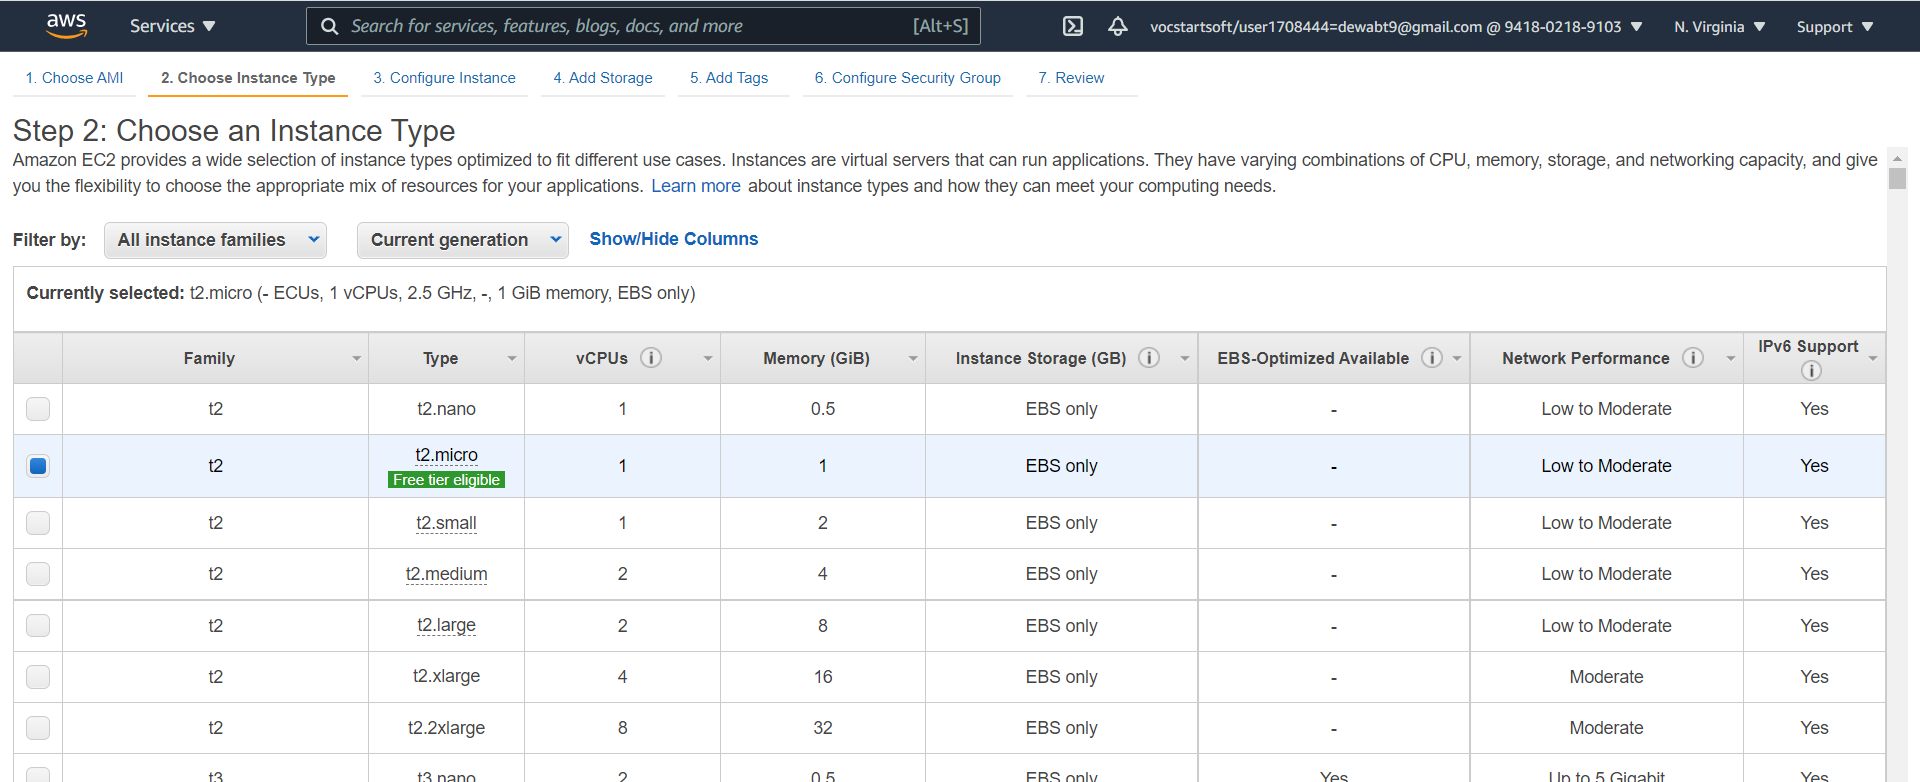 aws Services Search for services, features, blogs, docs, and more [Alt+S] vocstartsoft/user1708444=dewabt9@gmail.com @ 9418-0218-9103 N. Virginia Support
1. Choose AMI 2. Choose Instance Type 3. Configure Instance 4. Add Storage 5. Add Tags 6. Configure Security Group 7. Review
Step 2: Choose an Instance Type
Amazon EC2 provides a wide selection of instance types optimized to fit different use cases. Instances are virtual servers that can run applications. They have varying combinations of CPU, memory, storage, and networking capacity, and give
you the flexibility to choose the appropriate mix of resources for your applications. Learn more about instance types and how they can meet your computing needs.
Filter by: All instance families Current generation Show/Hide Columns
Currently selected: t2.micro (- ECUs, 1 vCPUs, 2.5 GHz, -, 1 GiB memory, EBS only)
Family Type vCPUs Memory (GiB) Instance Storage (GB) EBS-Optimized Available Network Performance IPv6 Support
t2 t2.nano 1 0.5 EBS only - Low to Moderate Yes
t2 t2.micro 1 1 EBS only - Low to Moderate Yes
Free tier eligible
t2 t2.small 1 2 EBS only - Low to Moderate Yes
t2 t2.medium 2 4 EBS only - Low to Moderate Yes
t2 t2.large 2 8 EBS only - Low to Moderate Yes
t2 t2.xlarge 4 16 EBS only - Moderate Yes
t2 t2.2xlarge 8 32 EBS only - Moderate Yes
t3 t3.nano 2 0.5 EBS only Yes Up to 5 Gigabit Yes